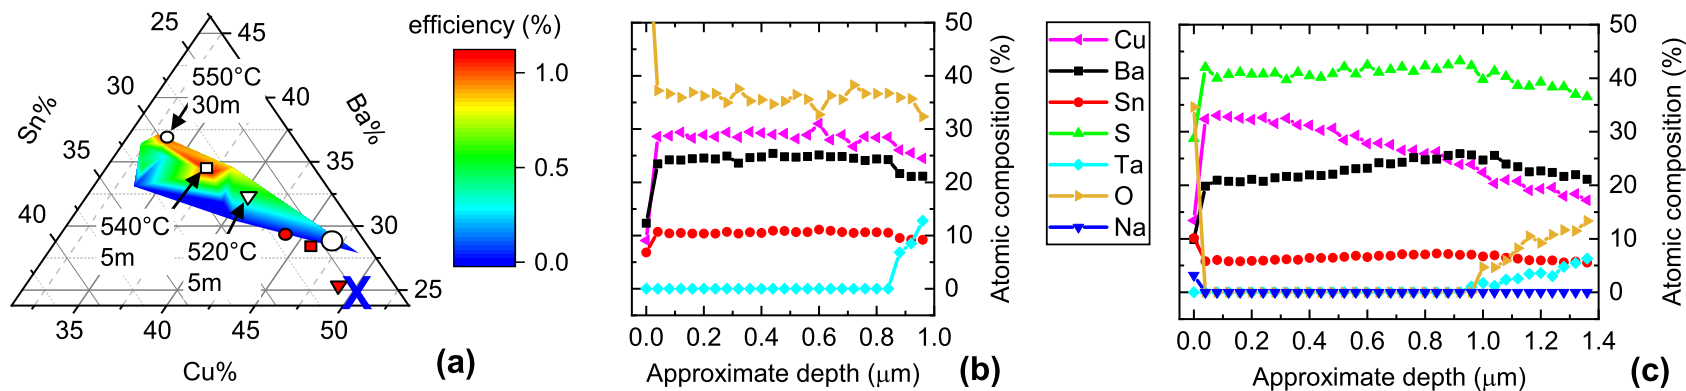 25
45
efficiency (%)
1.0
0.5
0.0
30
550°C
30m
40
Sn%
Ba%
35
35
40
540°C
5m
520°C
5m
30
X
25
35
40
45
50
Cu%
(a)
50
40
30
20
10
0
Atomic composition (%)
0.0
0.2
0.4
0.6
0.8
1.0
Approximate depth (μm)
(b)
Cu
Ba
Sn
S
Ta
O
Na
50
40
30
20
10
0
Atomic composition (%)
0.0
0.2
0.4
0.6
0.8
1.0
1.2
1.4
Approximate depth (μm)
(c)